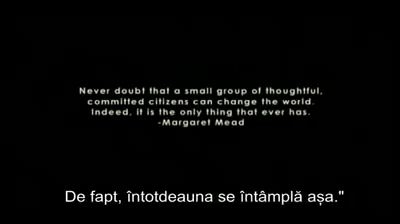 Never doubt that a small group of thoughtful,
committed citizens can change the world.
Indeed, it is the only thing that ever has.
-Margaret Mead
De fapt, întotdeauna se întâmplă așa."